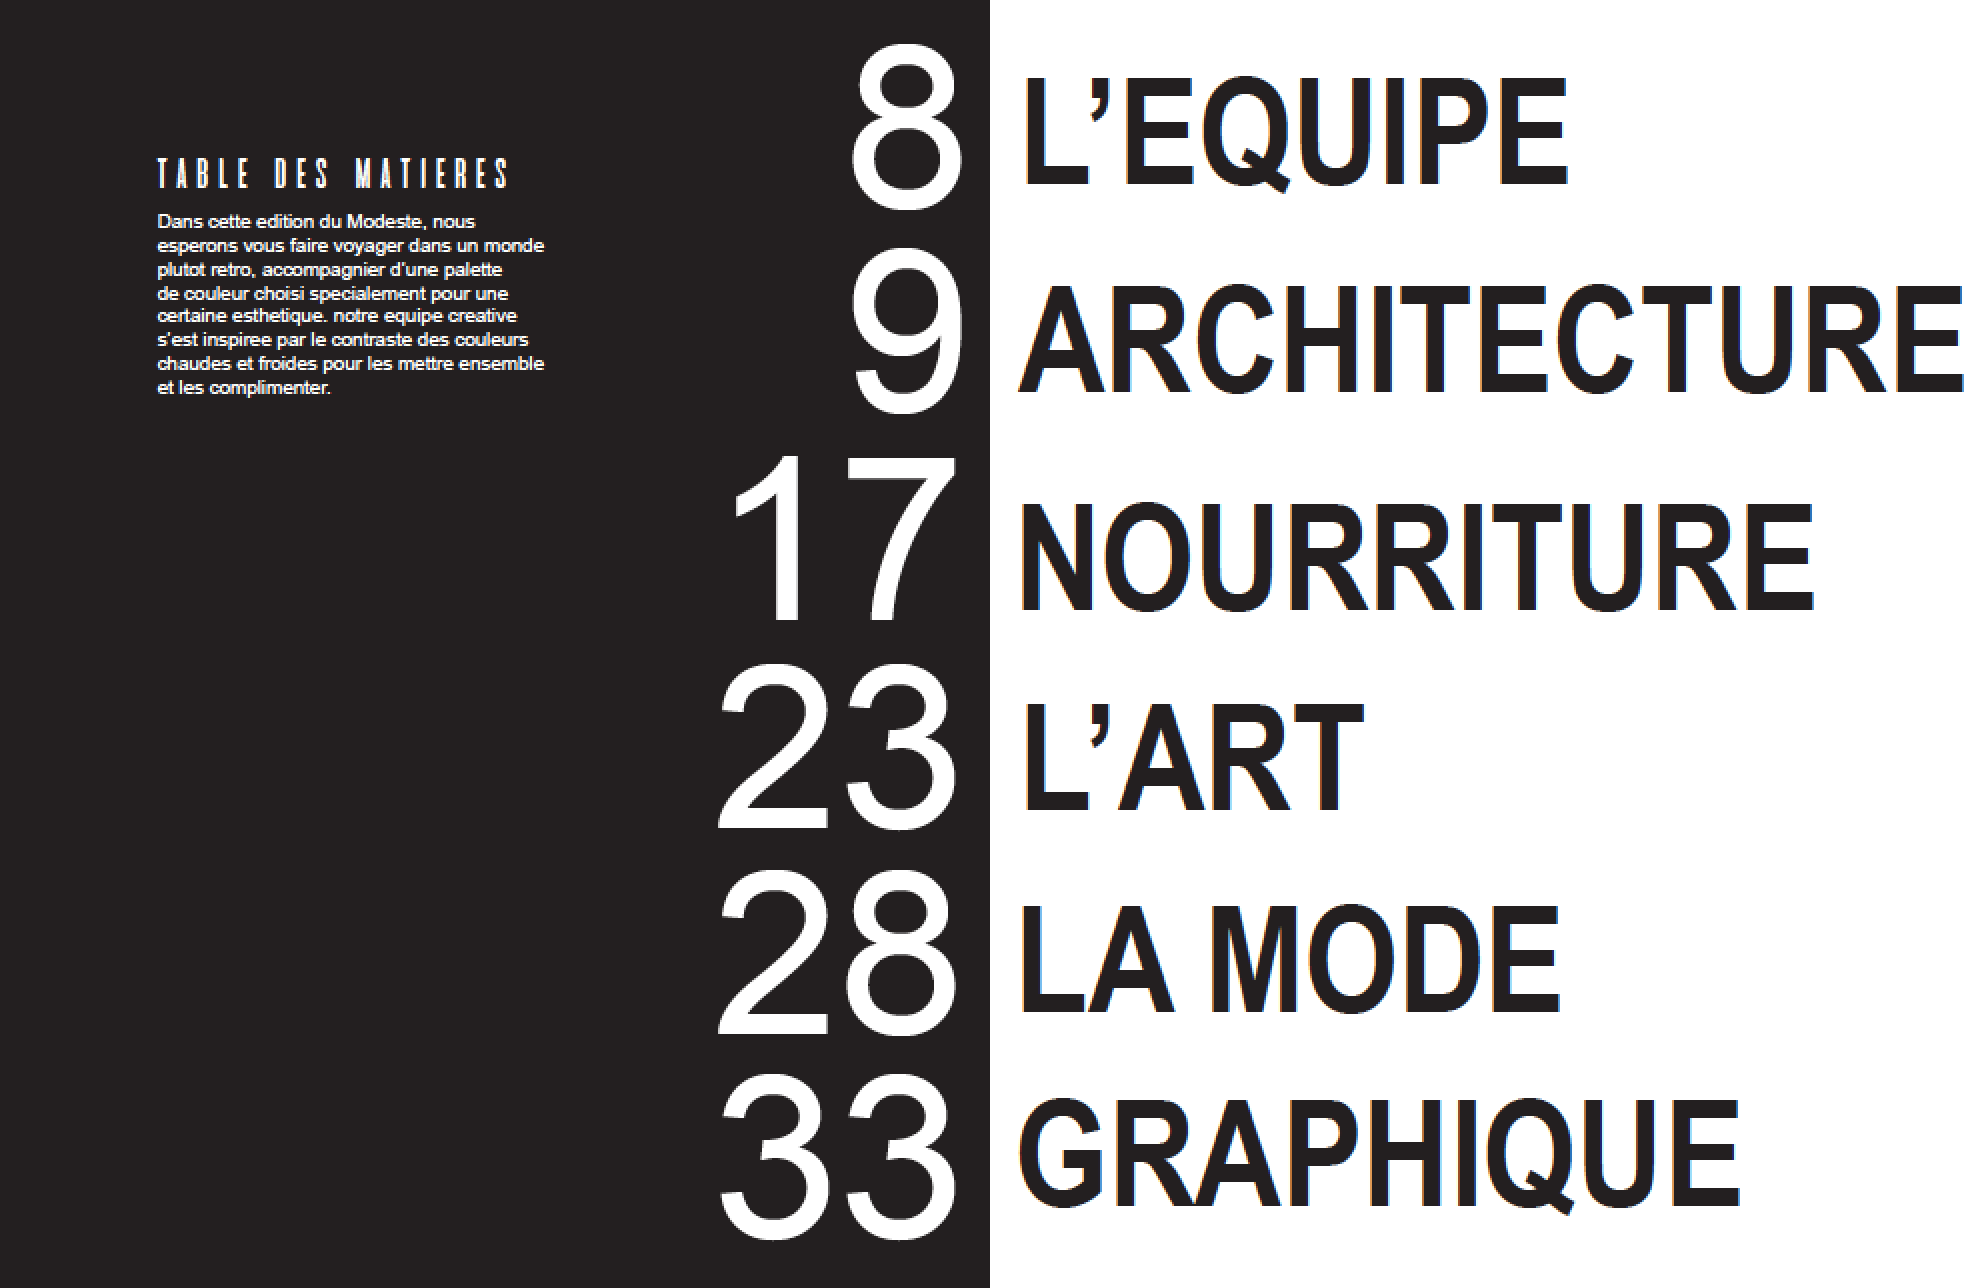 TABLE DES MATIERES
Dans cette edition du Modeste, nous
esperons vous faire voyager dans un monde
plutot retro, accompagnier d'une palette
de couleur choisi specialement pour une
certaine esthetique. notre equipe creative
s'est inspiree par le contraste des couleurs
chaudes et froides pour les mettre ensemble
et les complimenter.
8 L’EQUIPE
9 ARCHITECTURE
17 NOURRITURE
23 L’ART
28 LA MODE
33 GRAPHIQUE